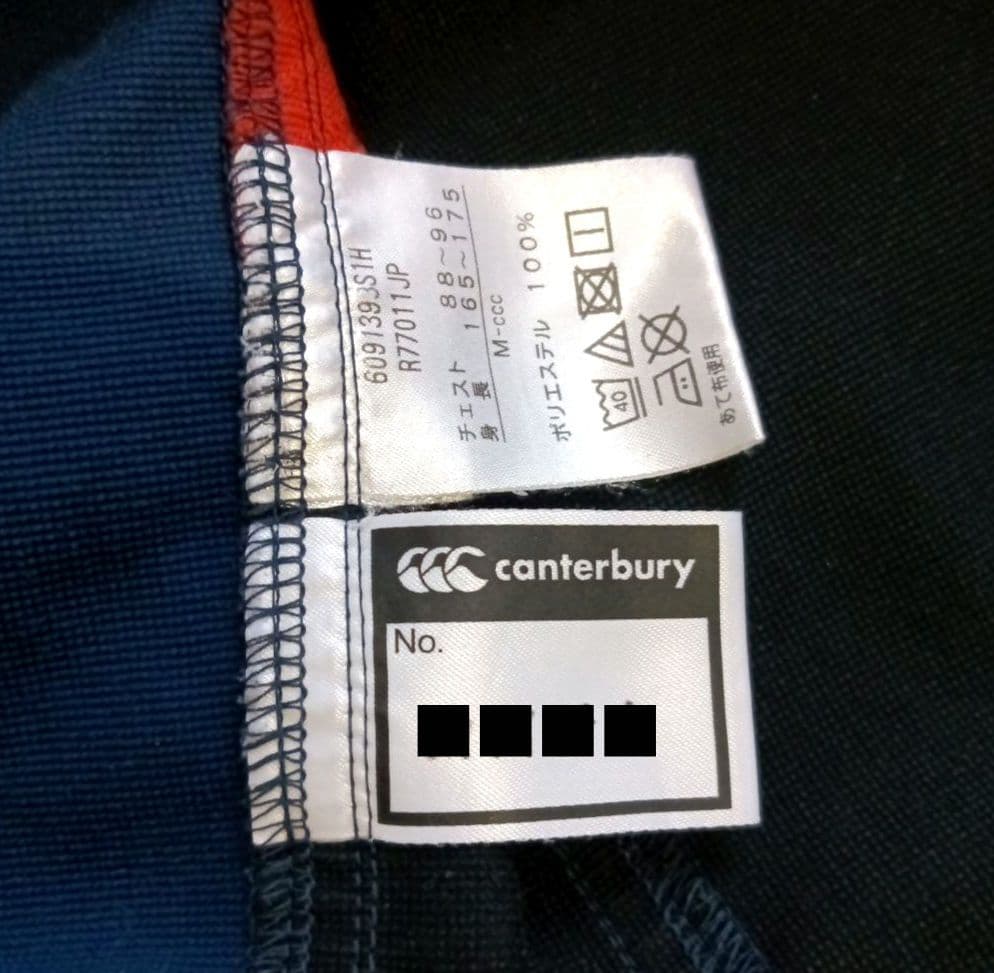 6091393S1H
R77011JP
チェスト 88~96
身長 165~175
M-ccc
ポリエステル 100%
40
あて布使用
canterbury
No.